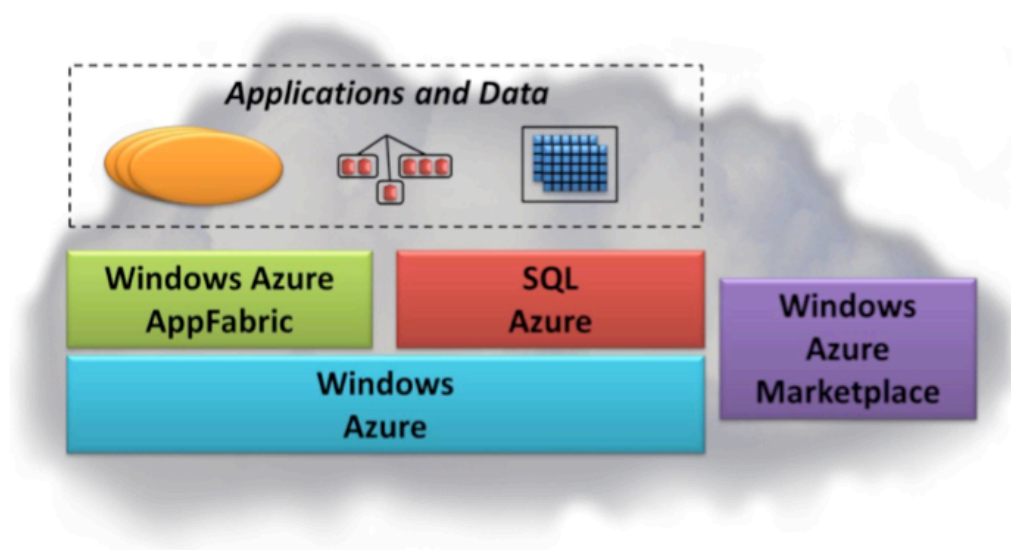 Applications and Data
Windows Azure
AppFabric
SQL
Azure
Windows
Azure
Marketplace
Windows
Azure